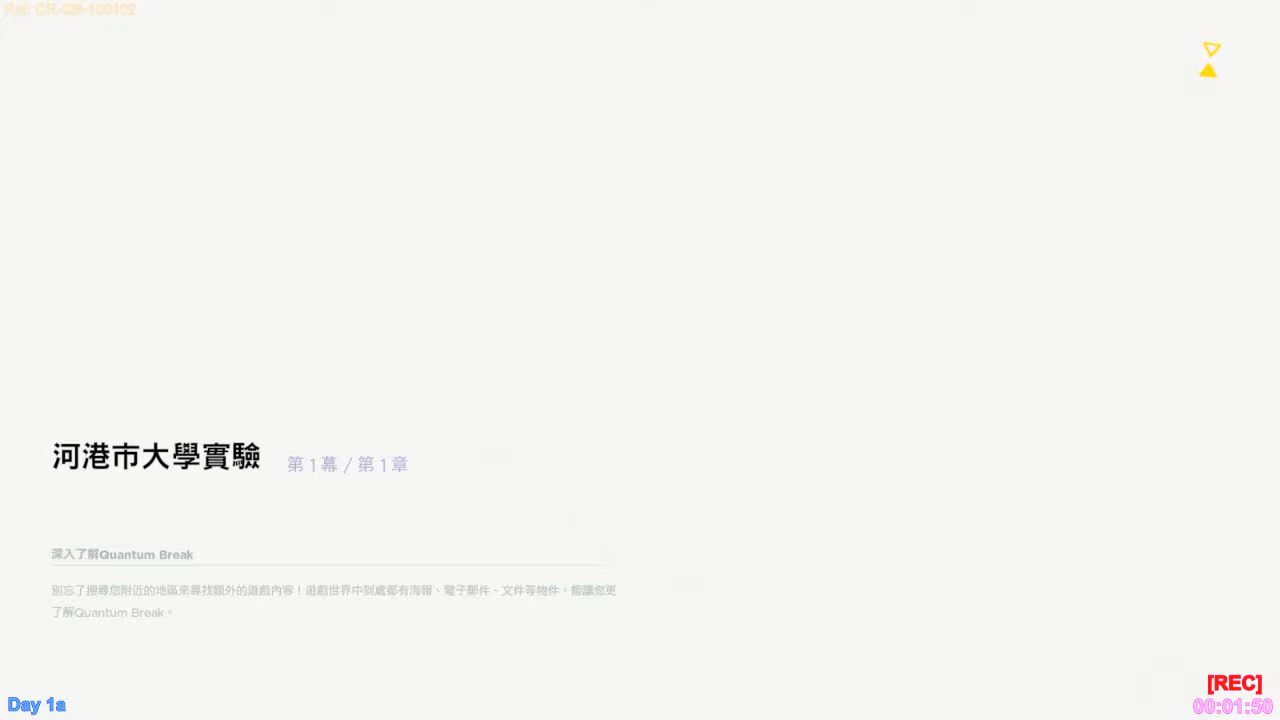 Ref: CR-QB-100102
河港市大學實驗
第 1 幕 / 第 1 章
深入了解Quantum Break
別忘了搜尋您附近的地區來尋找額外的遊戲內容！遊戲世界中到處都有海報、電子郵件、文件等物件，能讓您更
了解Quantum Break。
[REC]
Day 1a
00:01:50